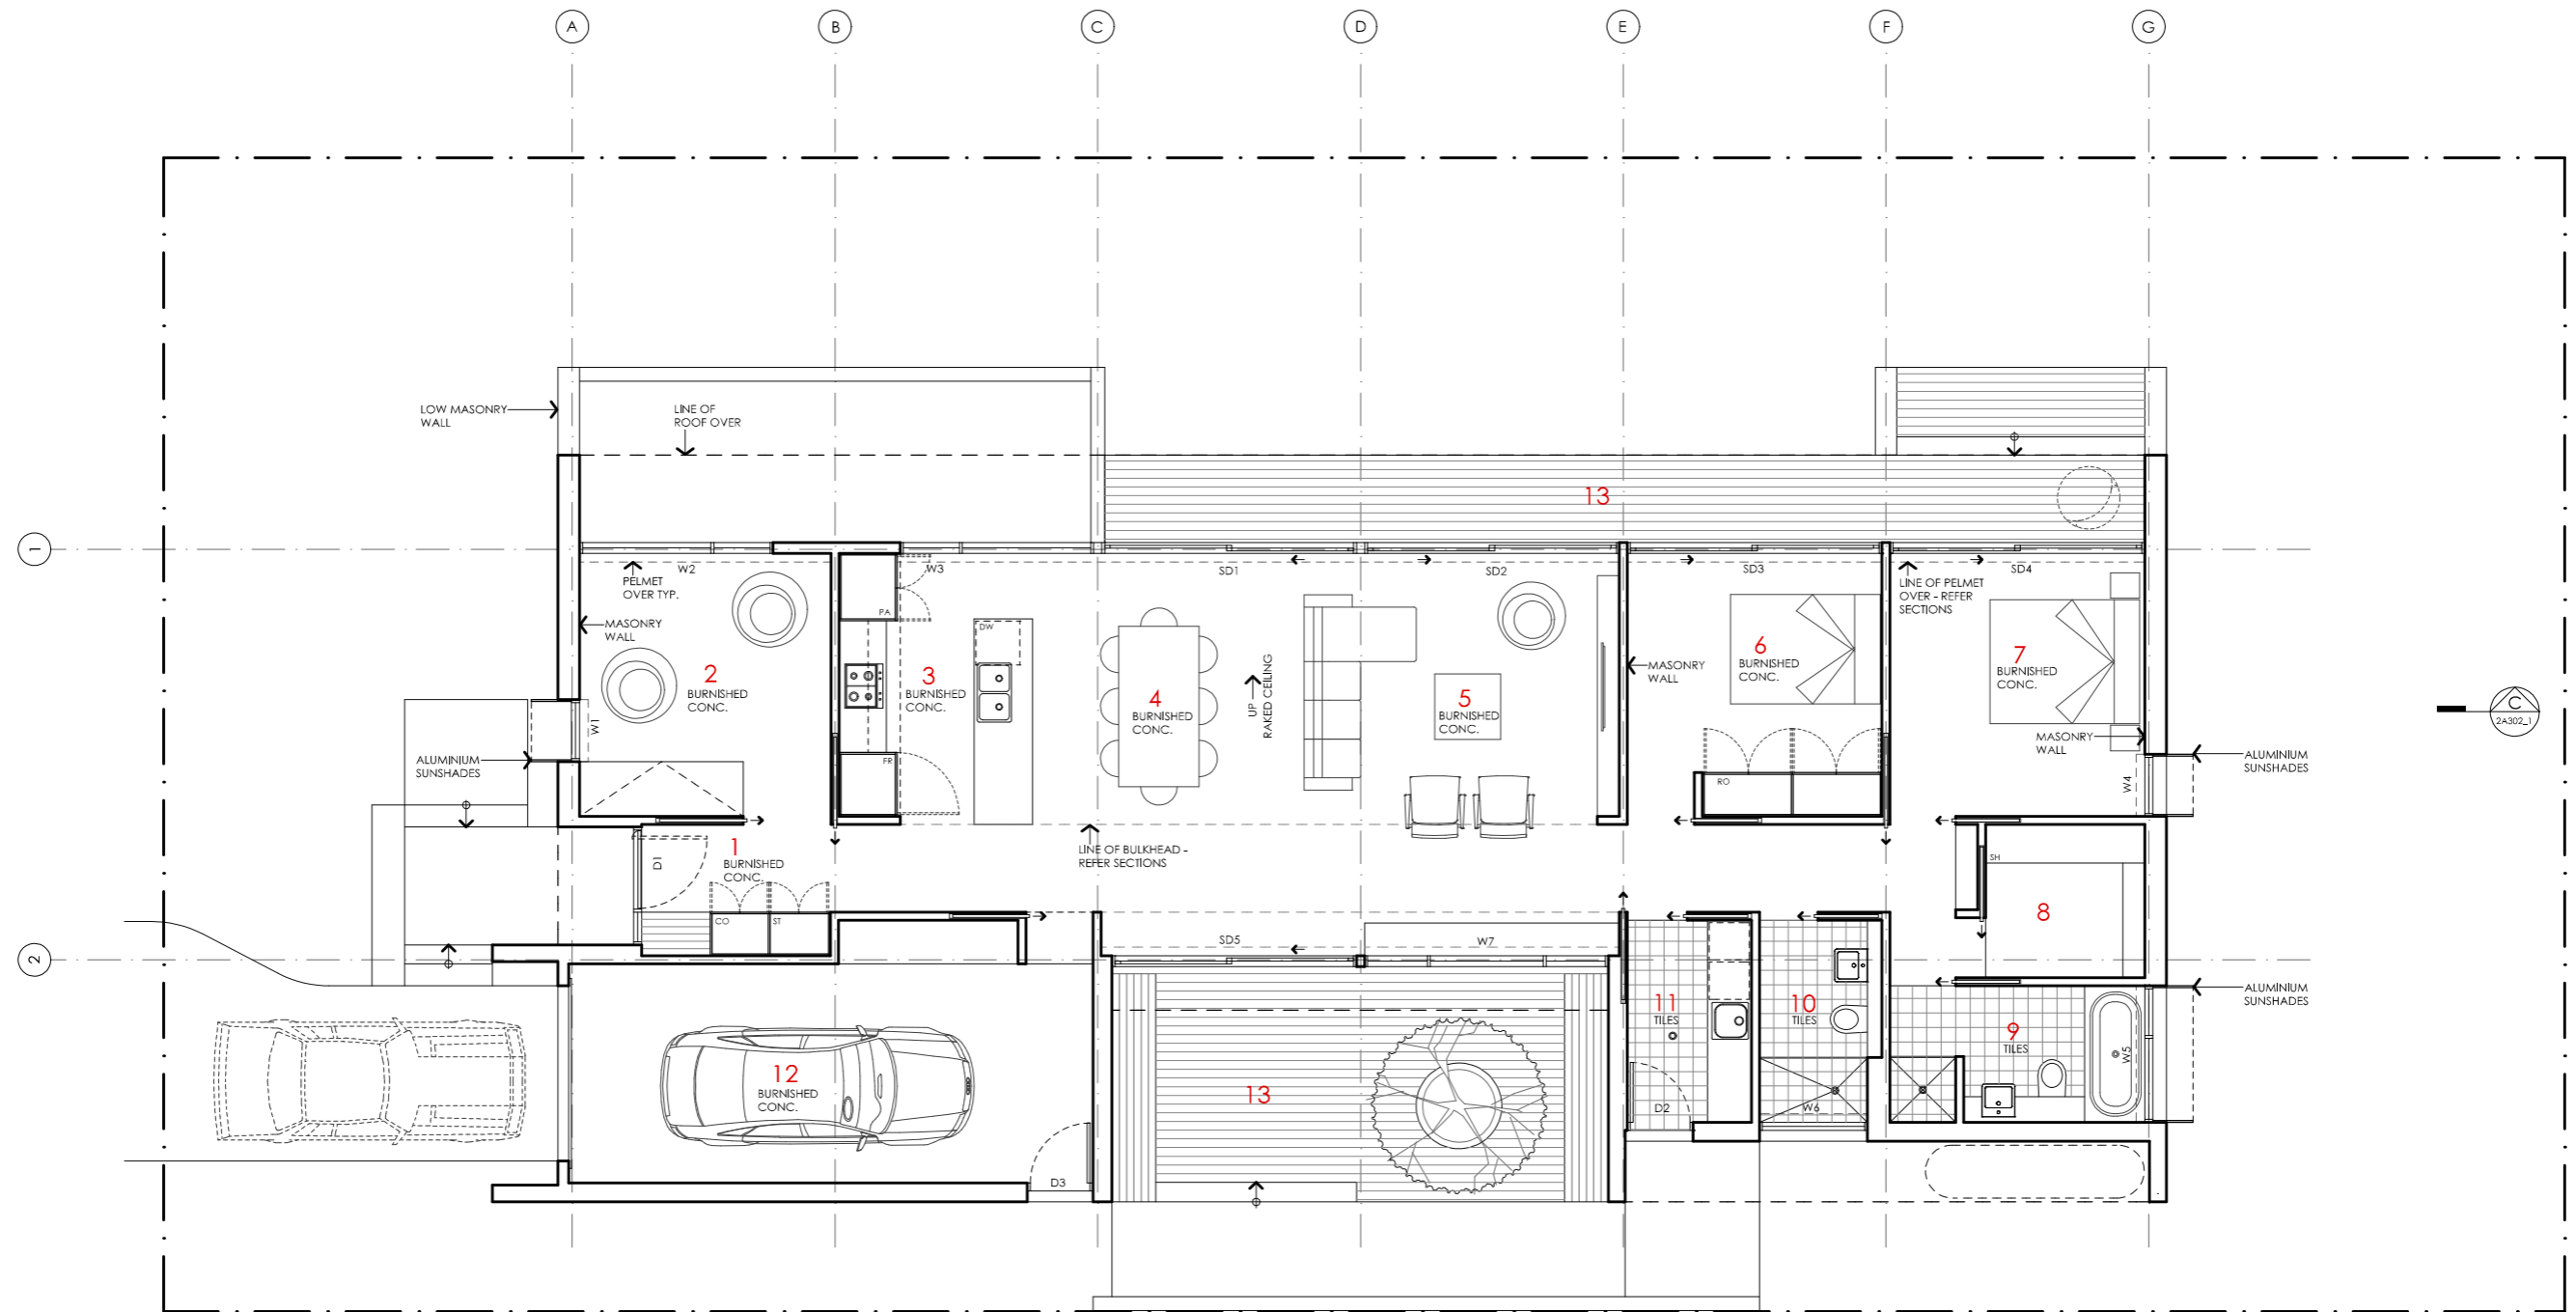 A
B
C
D
E
F
G
LOW MASONRY
WALL
LINE OF
ROOF OVER
13
1
W2
W3
SD1
SD2
SD3
SD4
PELMET
OVER TYP.
LINE OF PELMET
OVER - REFER
SECTIONS
PA
DW
MASONRY
WALL
2
BURNISHED
CONC.
3
BURNISHED
CONC.
4
BURNISHED
CONC.
UP
RAKED CEILING
5
BURNISHED
CONC.
MASONRY
WALL
6
BURNISHED
CONC.
7
BURNISHED
CONC.
C
2A302_1
W1
MASONRY
WALL
ALUMINIUM
SUNSHADES
FR
RO
W4
ALUMINIUM
SUNSHADES
1
BURNISHED
CONC.
D1
LINE OF BULKHEAD -
REFER SECTIONS
SH
CO
ST
8
2
SD5
W7
ALUMINIUM
SUNSHADES
11
TILES
10
TILES
9
TILES
W5
12
BURNISHED
CONC.
13
D2
W6
D3